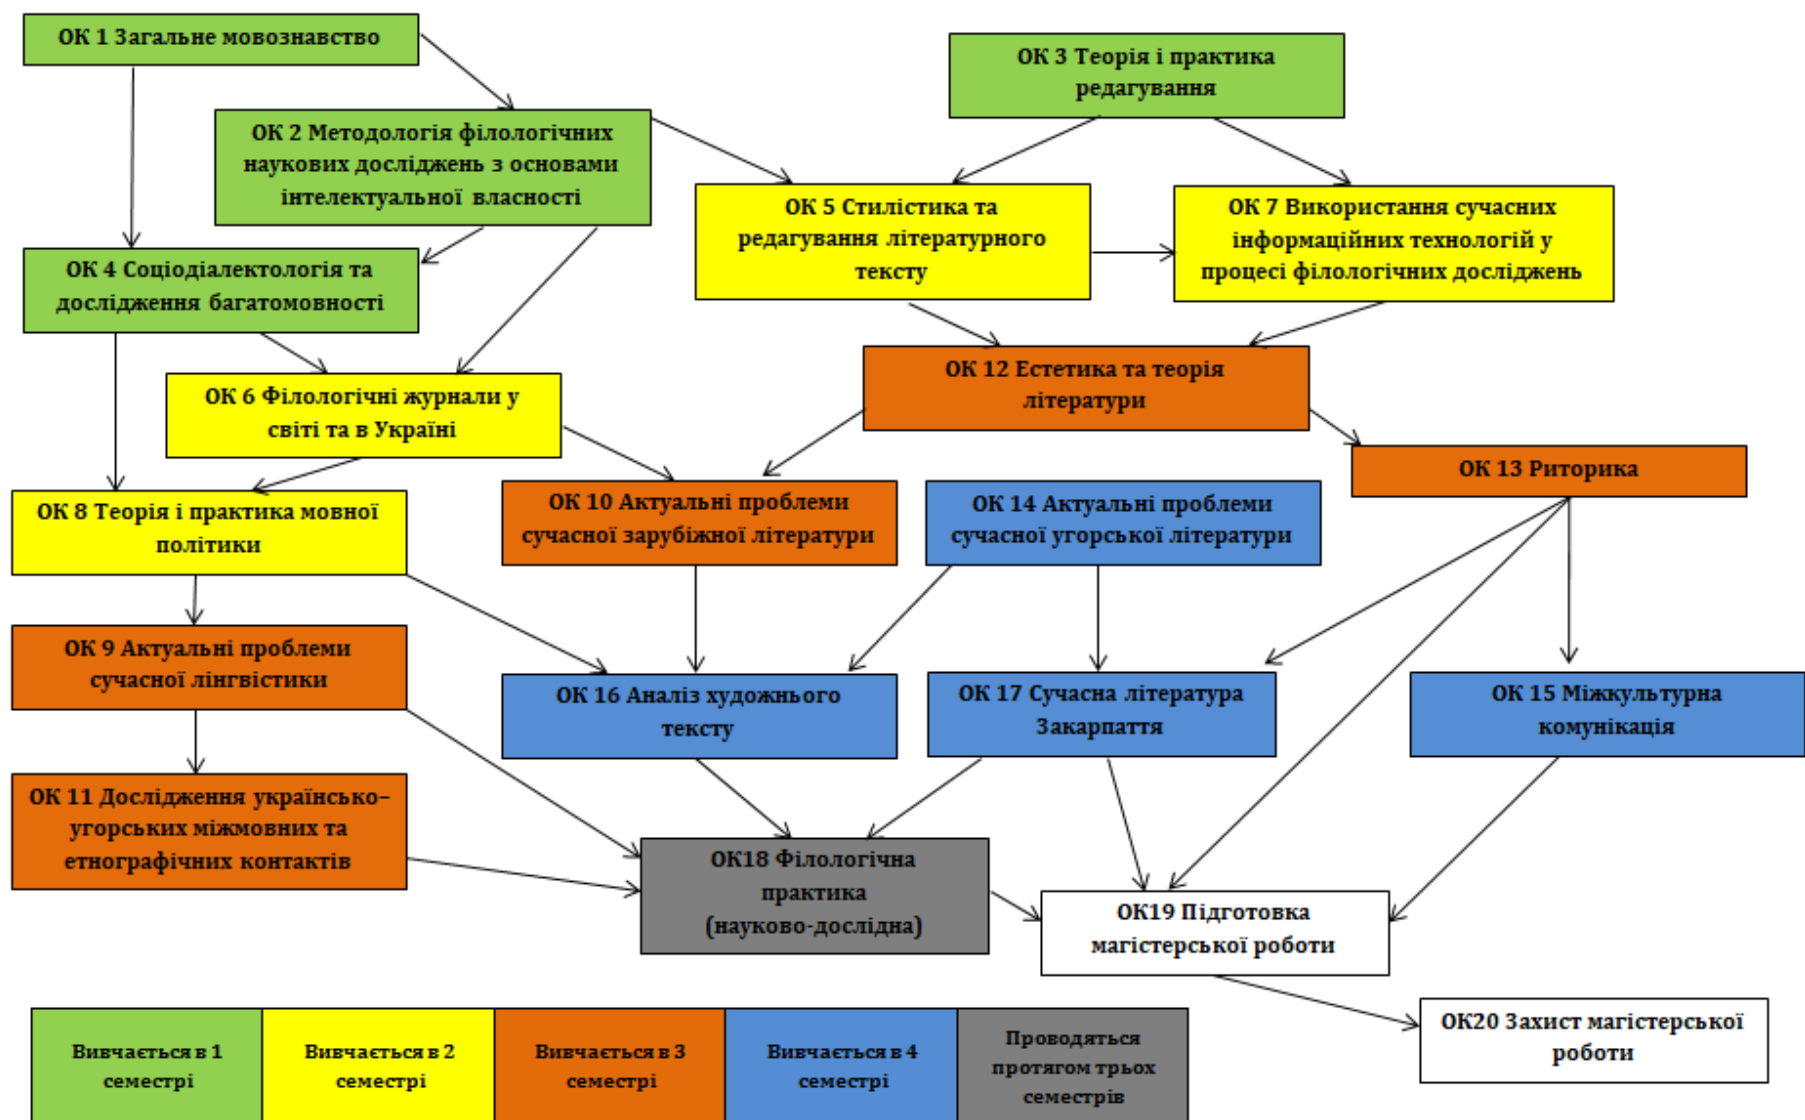 ОК 1 Загальне мовознавство
ОК 3 Теорія і практика
редагування
ОК 2 Методологія філологічних
наукових досліджень з основами
інтелектуальної власності
ОК 5 Стилістика та
редагування літературного
тексту
ОК 7 Використання сучасних
інформаційних технологій у
процесі філологічних досліджень
ОК 4 Соціодіалектологія та
дослідження багатомовності
ОК 12 Естетика та теорія
літератури
ОК 6 Філологічні журнали у
світі та в Україні
ОК 13 Риторика
ОК 8 Теорія і практика мовної
політики
ОК 10 Актуальні проблеми
сучасної зарубіжної літератури
ОК 14 Актуальні проблеми
сучасної угорської літератури
ОК 9 Актуальні проблеми
сучасної лінгвістики
ОК 16 Аналіз художнього
тексту
ОК 17 Сучасна література
Закарпаття
ОК 15 Міжкультурна
комунікація
ОК 11 Дослідження українсько–
угорських міжмовних та
етнографічних контактів
ОК18 Філологічна
практика
(науково-дослідна)
ОК19 Підготовка
магістерської роботи
ОК20 Захист магістерської
роботи
Вивчається в 1
семестрі
Вивчається в 2
семестрі
Вивчається в 3
семестрі
Вивчається в 4
семестрі
Проводяться
протягом трьох
семестрів